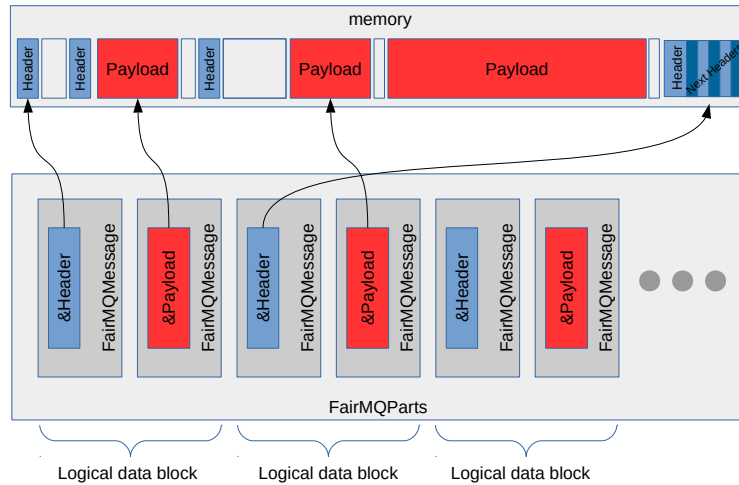 memory
Header
Header
Payload
Header
Payload
Payload
Header
Next Headers
&Header
FairMQMessage
&Payload
FairMQMessage
&Header
FairMQMessage
&Payload
FairMQMessage
&Header
FairMQMessage
&Payload
FairMQMessage
FairMQParts
Logical data block
Logical data block
Logical data block